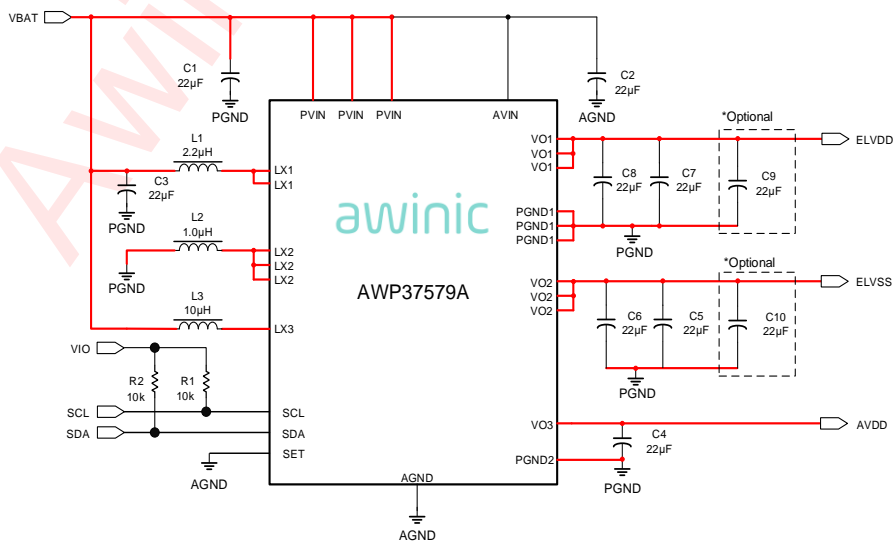 VBAT
C1
22µF
PGND
C2
22µF
AGND
PVIN PVIN PVIN AVIN
*Optional
L1
2.2µH
C3
22µF
PGND
LX1
LX1
L2
1.0µH
PGND
LX2
LX2
LX2
L3
10µH
LX3
VIO
R2
10k
R1
10k
SCL
SCL
SDA
SDA
SET
AGND
awinic
AWP37579A
AGND
AGND
VO1
VO1
VO1
ELVDD
C8
22µF
C7
22µF
C9
22µF
PGND1
PGND1
PGND1
PGND
*Optional
VO2
VO2
VO2
ELVSS
C6
22µF
C5
22µF
C10
22µF
PGND
VO3
AVDD
C4
22µF
PGND2
PGND